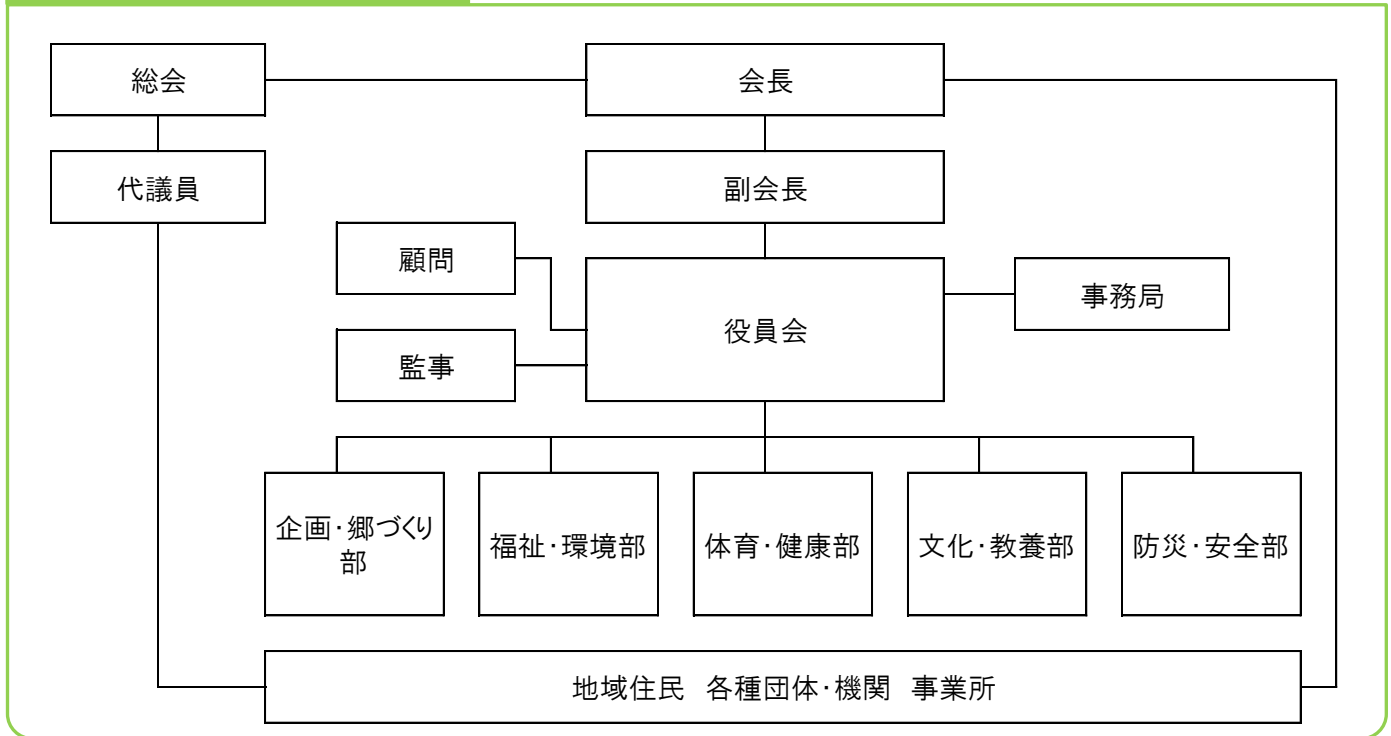 総会
会長
代議員
副会長
顧問
役員会
事務局
監事
企画・郷づくり
部
福祉・環境部
体育・健康部
文化・教養部
防災・安全部
地域住民　各種団体・機関　事業所